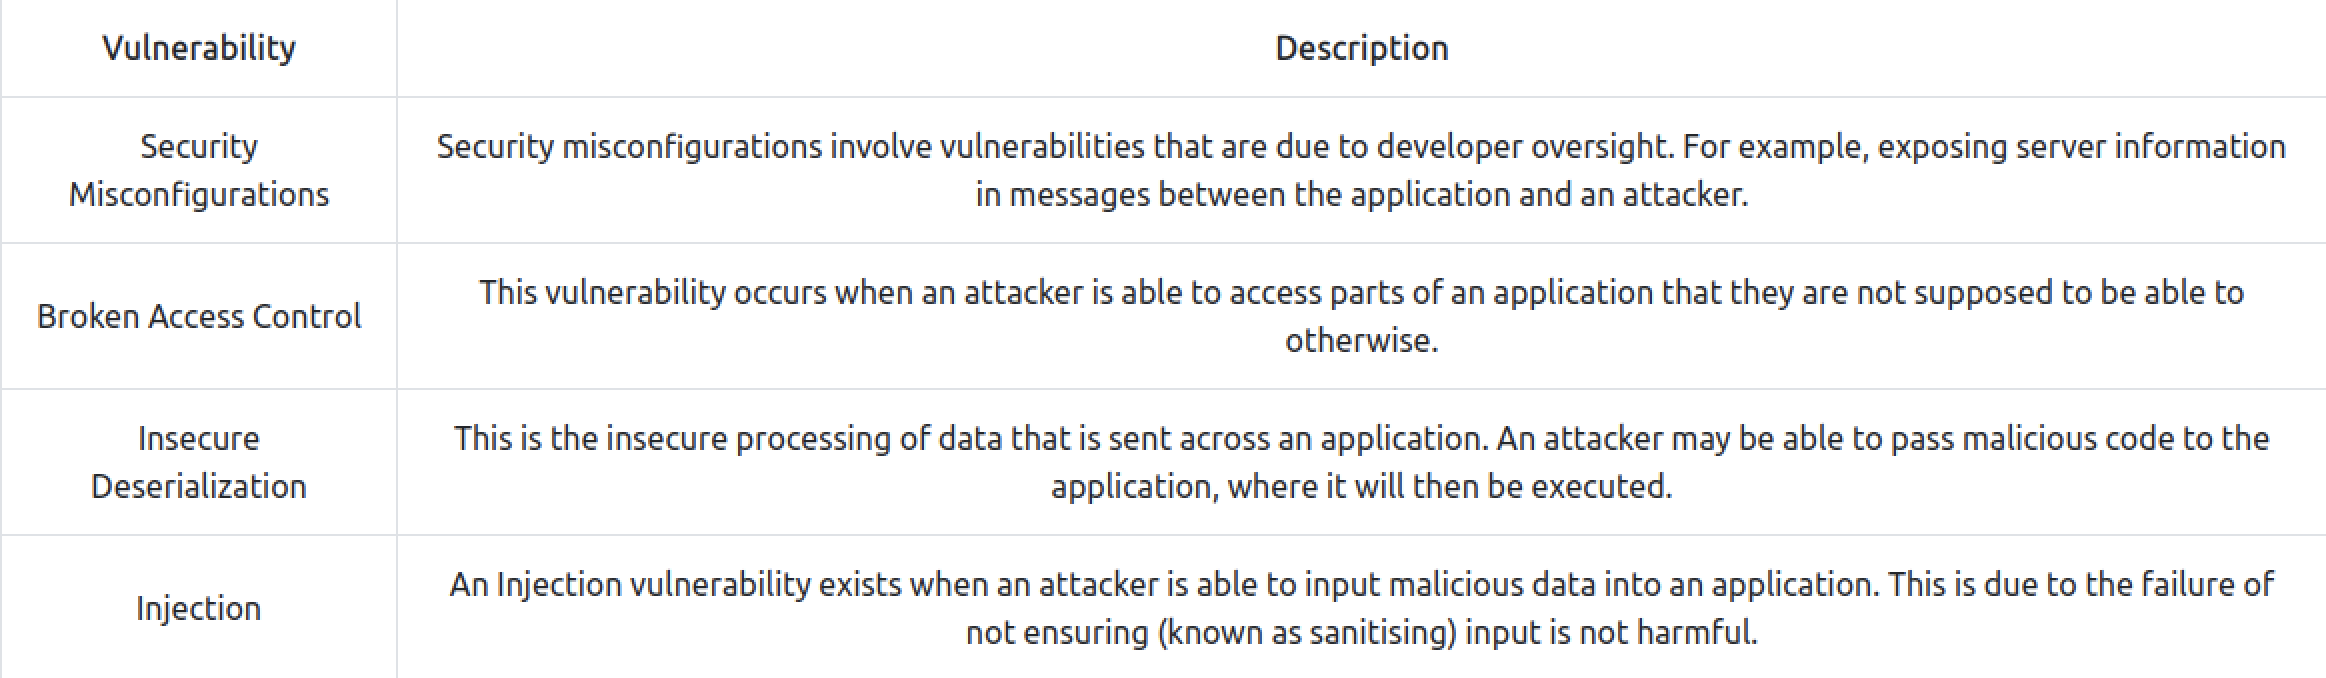 Vulnerability
Description
Security
Misconfigurations
Security misconfigurations involve vulnerabilities that are due to developer oversight. For example, exposing server information
in messages between the application and an attacker.
Broken Access Control
This vulnerability occurs when an attacker is able to access parts of an application that they are not supposed to be able to
otherwise.
Insecure
Deserialization
This is the insecure processing of data that is sent across an application. An attacker may be able to pass malicious code to the
application, where it will then be executed.
Injection
An Injection vulnerability exists when an attacker is able to input malicious data into an application. This is due to the failure of
not ensuring (known as sanitising) input is not harmful.